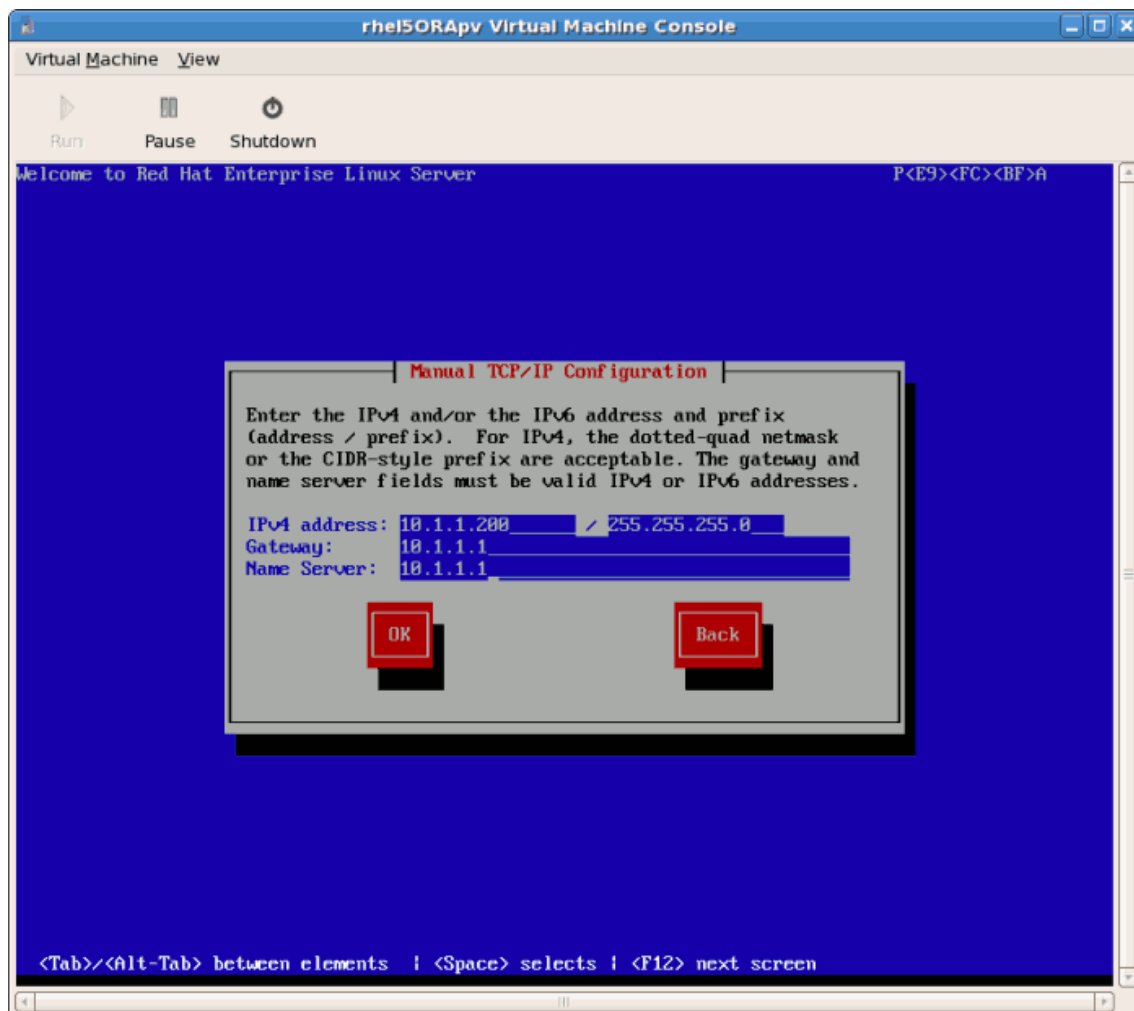 rhel5ORApv Virtual Machine Console
Virtual Machine View
Run Pause Shutdown
Welcome to Red Hat Enterprise Linux Server P<E9><FC><BF>A
Manual TCP/IP Configuration
Enter the IPv4 and/or the IPv6 address and prefix
(address / prefix). For IPv4, the dotted-quad netmask
or the CIDR-style prefix are acceptable. The gateway and
name server fields must be valid IPv4 or IPv6 addresses.
IPv4 address: 10.1.1.200______ / 255.255.255.0___
Gateway: 10.1.1.1_________________________________
Name Server: 10.1.1.1 ________________________________
OK Back
<Tab>/<Alt-Tab> between elements | <Space> selects | <F12> next screen